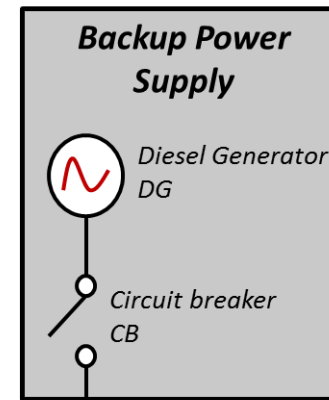 Backup Power
Supply
Diesel Generator
DG
Circuit breaker
CB